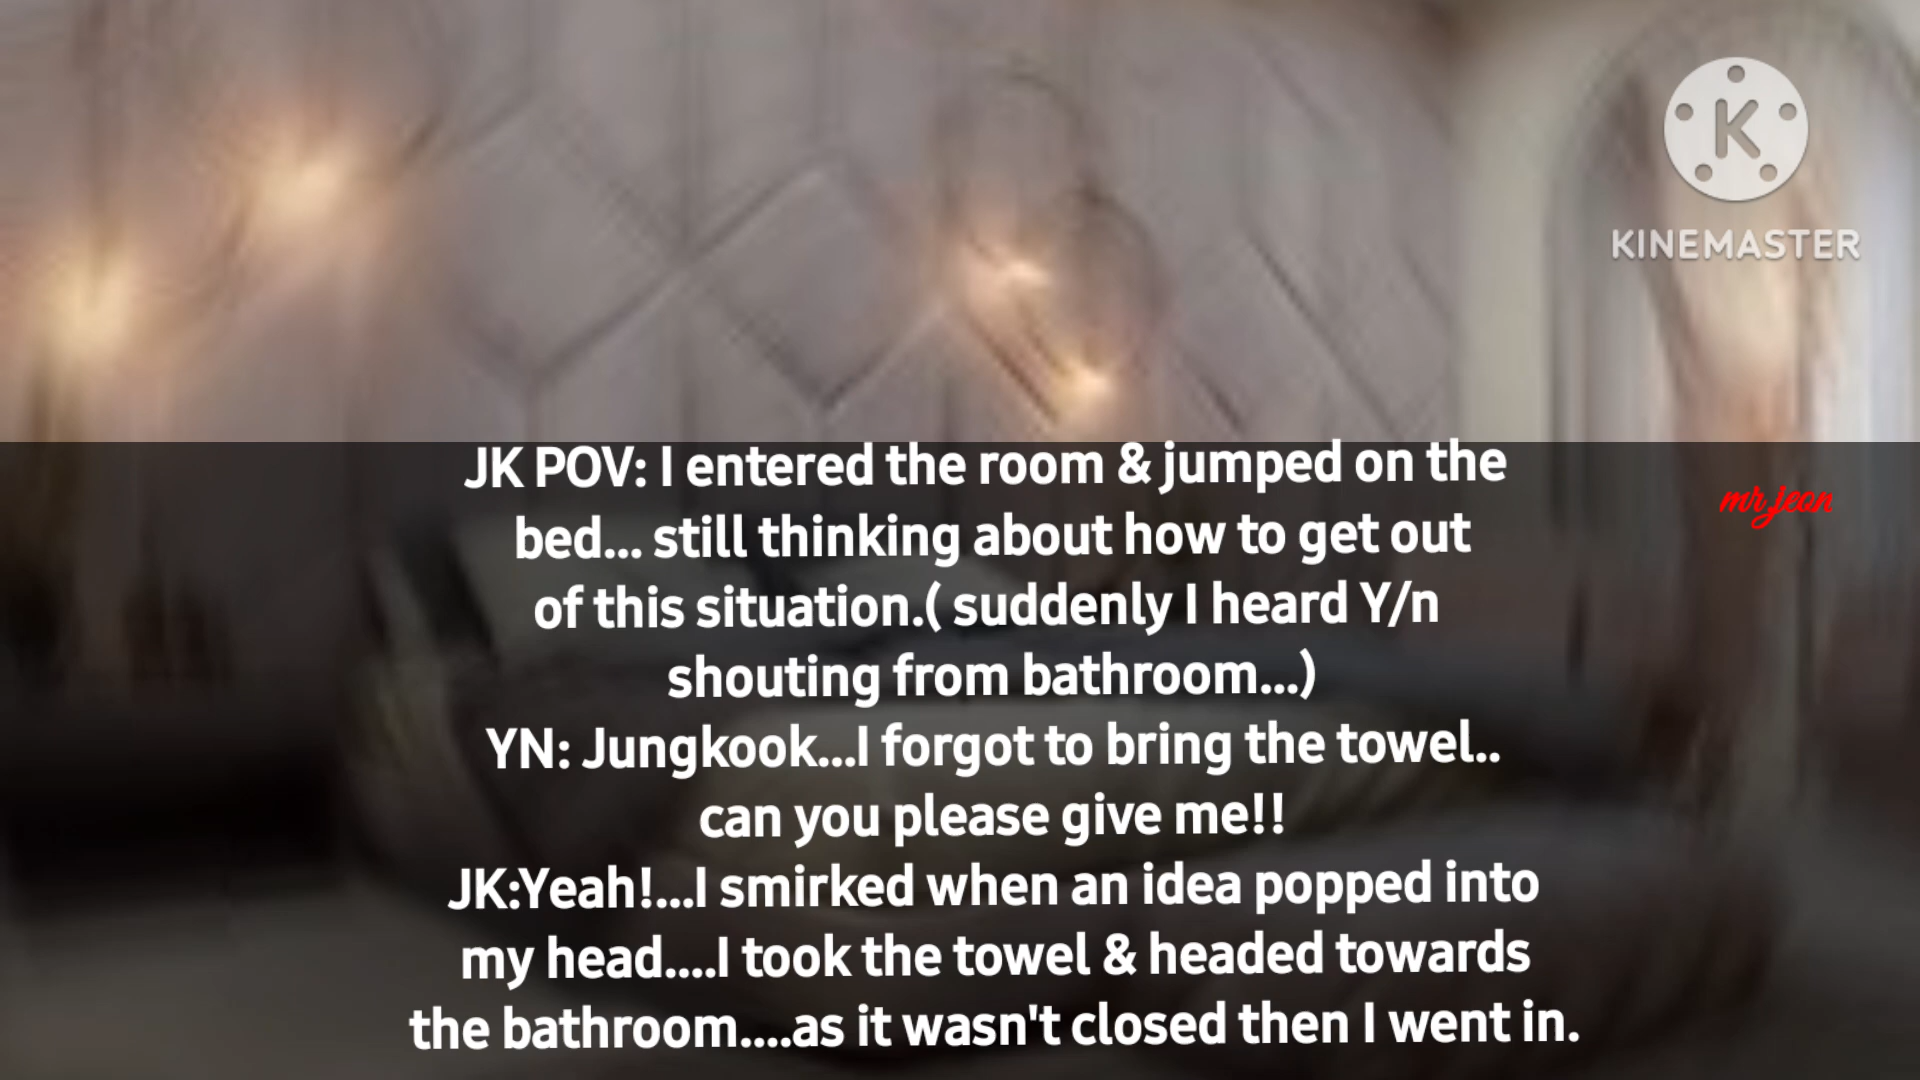 K
KINEMASTER
JK POV: I entered the room & jumped on the
mr.jeon
bed... still thinking about how to get out
of this situation.( suddenly I heard Y/n
shouting from bathroom...)
YN: Jungkook...I forgot to bring the towel..
can you please give me!!
JK:Yeah!...I smirked when an idea popped into
my head....I took the towel & headed towards
the bathroom....as it wasn't closed then I went in.